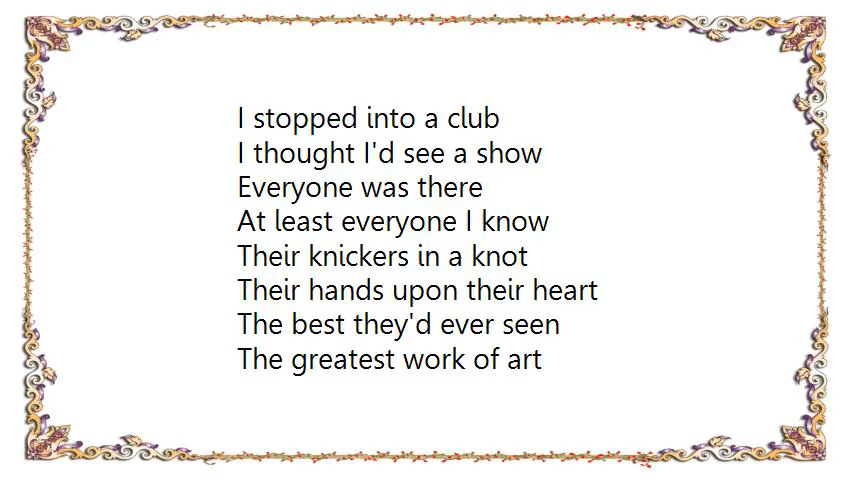 I stopped into a club
I thought I'd see a show
Everyone was there
At least everyone I know
Their knickers in a knot
Their hands upon their heart
The best they'd ever seen
The greatest work of art